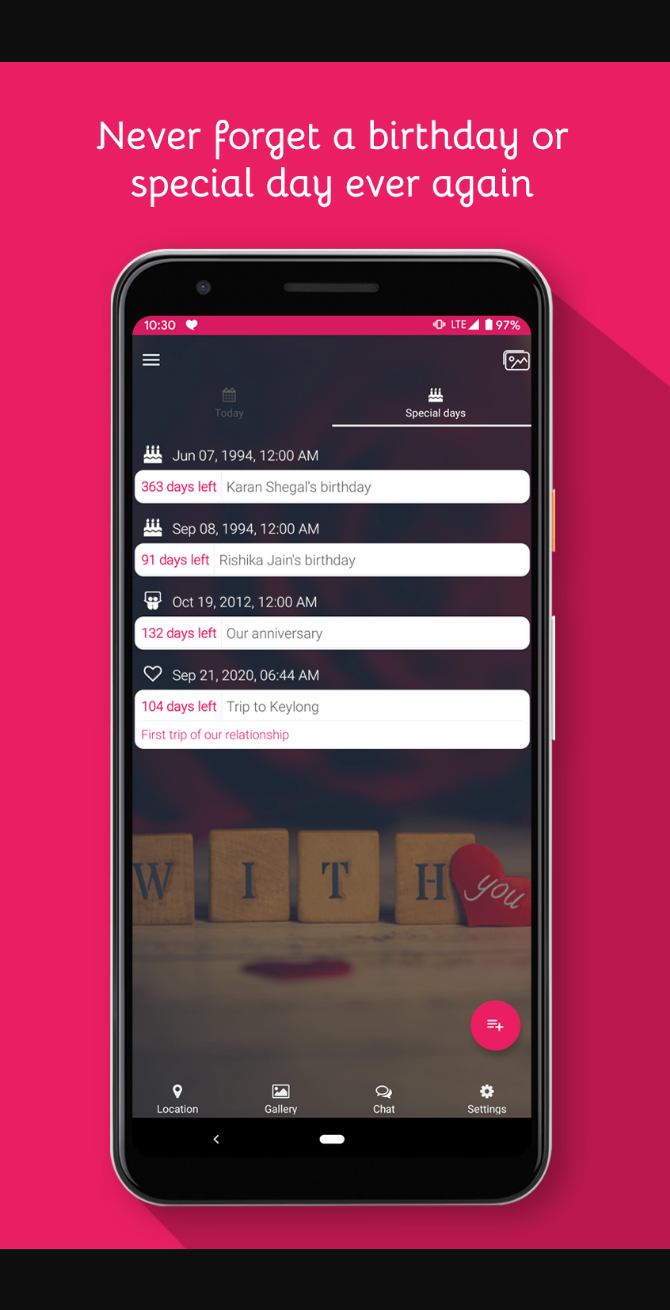 Never forget a birthday or
special day ever again
10:30 LTE 97%
Today Special days
Jun 07, 1994, 12:00 AM
363 days left Karan Shegal's birthday
Sep 08, 1994, 12:00 AM
91 days left Rishika Jain's birthday
Oct 19, 2012, 12:00 AM
132 days left Our anniversary
Sep 21, 2020, 06:44 AM
104 days left Trip to Keylong
First trip of our relationship
W I T H you
Location Gallery Chat Settings